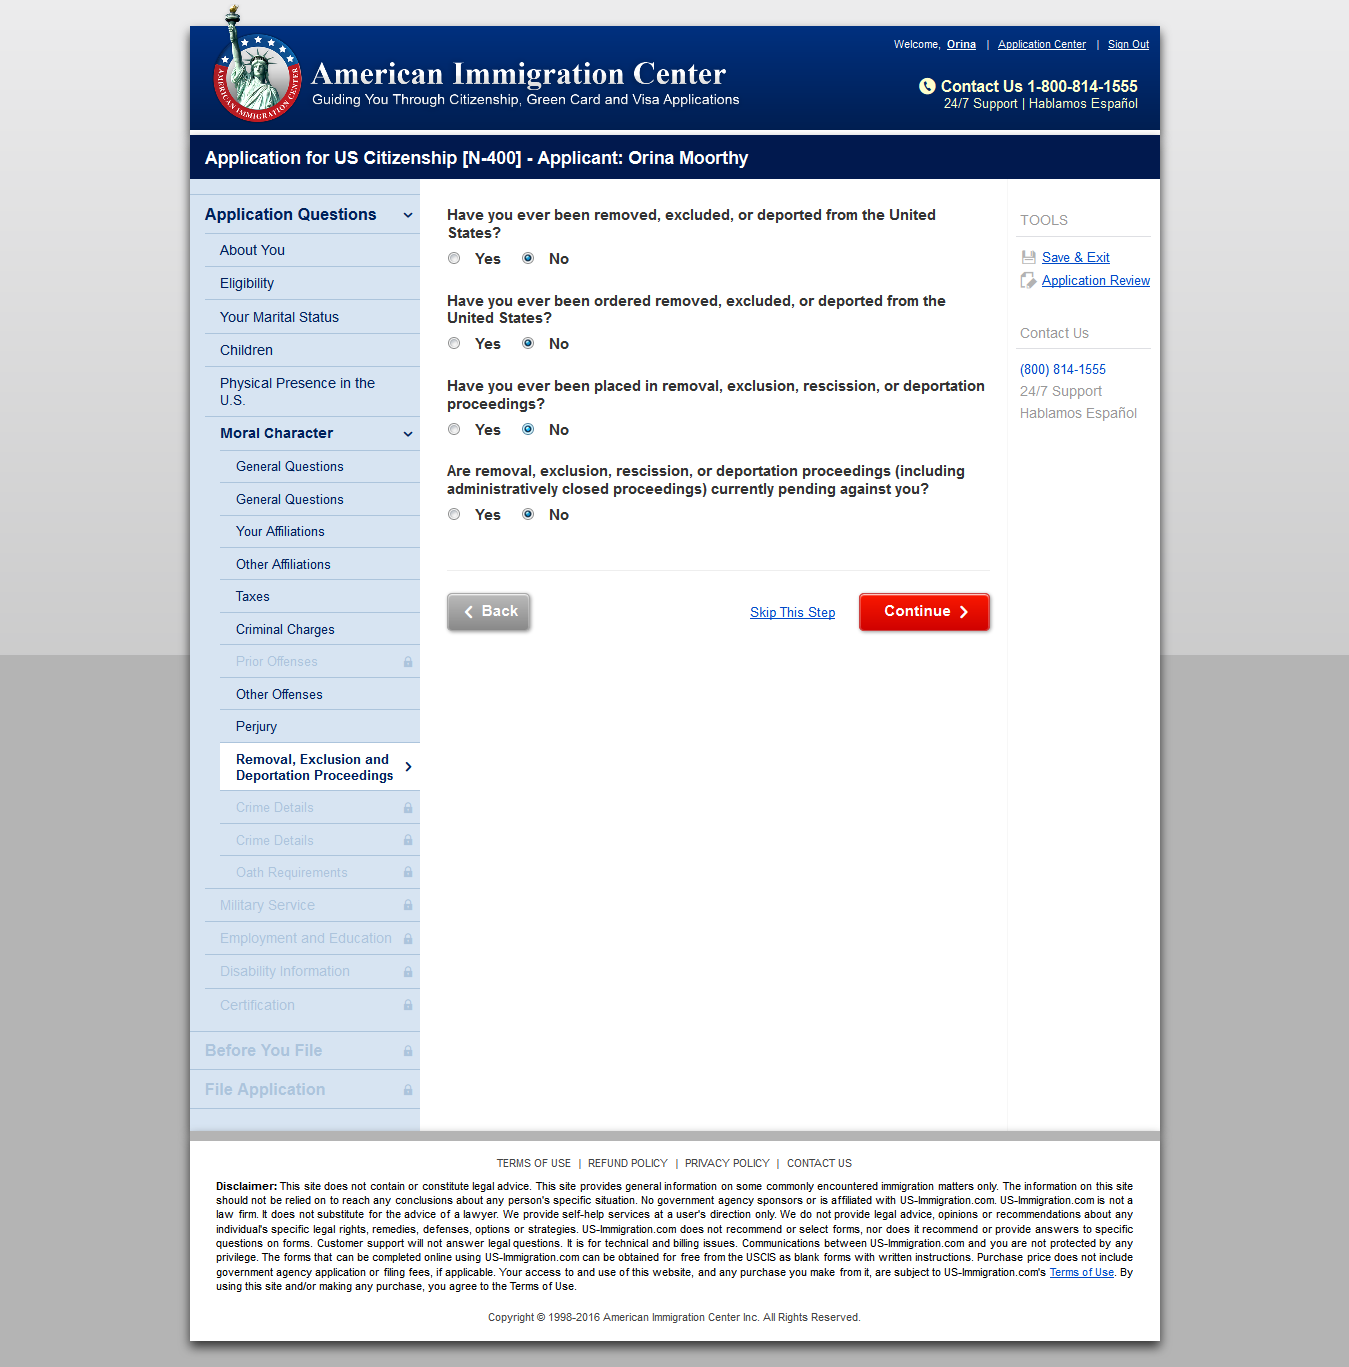 Welcome, Orina | Application Center | Sign Out
AMERICAN IMMIGRATION CENTER
American Immigration Center
Guiding You Through Citizenship, Green Card and Visa Applications
Contact Us 1-800-814-1555
24/7 Support | Hablamos Español
Application for US Citizenship [N-400] - Applicant: Orina Moorthy
Application Questions
About You
Eligibility
Your Marital Status
Children
Physical Presence in the
U.S.
Moral Character
General Questions
General Questions
Your Affiliations
Other Affiliations
Taxes
Criminal Charges
Prior Offenses
Other Offenses
Perjury
Removal, Exclusion and
Deportation Proceedings
Crime Details
Crime Details
Oath Requirements
Military Service
Employment and Education
Disability Information
Certification
Before You File
File Application
Have you ever been removed, excluded, or deported from the United
States?
Yes No
Have you ever been ordered removed, excluded, or deported from the
United States?
Yes No
Have you ever been placed in removal, exclusion, rescission, or deportation
proceedings?
Yes No
Are removal, exclusion, rescission, or deportation proceedings (including
administratively closed proceedings) currently pending against you?
Yes No
Back Skip This Step Continue
TOOLS
Save & Exit
Application Review
Contact Us
(800) 814-1555
24/7 Support
Hablamos Español
TERMS OF USE | REFUND POLICY | PRIVACY POLICY | CONTACT US
Disclaimer: This site does not contain or constitute legal advice. This site provides general information on some commonly encountered immigration matters only. The information on this site
should not be relied on to reach any conclusions about any person's specific situation. No government agency sponsors or is affiliated with US-Immigration.com. US-Immigration.com is not a
law firm. It does not substitute for the advice of a lawyer. We provide self-help services at a user's direction only. We do not provide legal advice, opinions or recommendations about any
individual's specific legal rights, remedies, defenses, options or strategies. US-Immigration.com does not recommend or select forms, nor does it recommend or provide answers to specific
questions on forms. Customer support will not answer legal questions. It is for technical and billing issues. Communications between US-Immigration.com and you are not protected by any
privilege. The forms that can be completed online using US-Immigration.com can be obtained for free from the USCIS as blank forms with written instructions. Purchase price does not include
government agency application or filing fees, if applicable. Your access to and use of this website, and any purchase you make from it, are subject to US-Immigration.com's Terms of Use. By
using this site and/or making any purchase, you agree to the Terms of Use.
Copyright © 1998-2016 American Immigration Center Inc. All Rights Reserved.